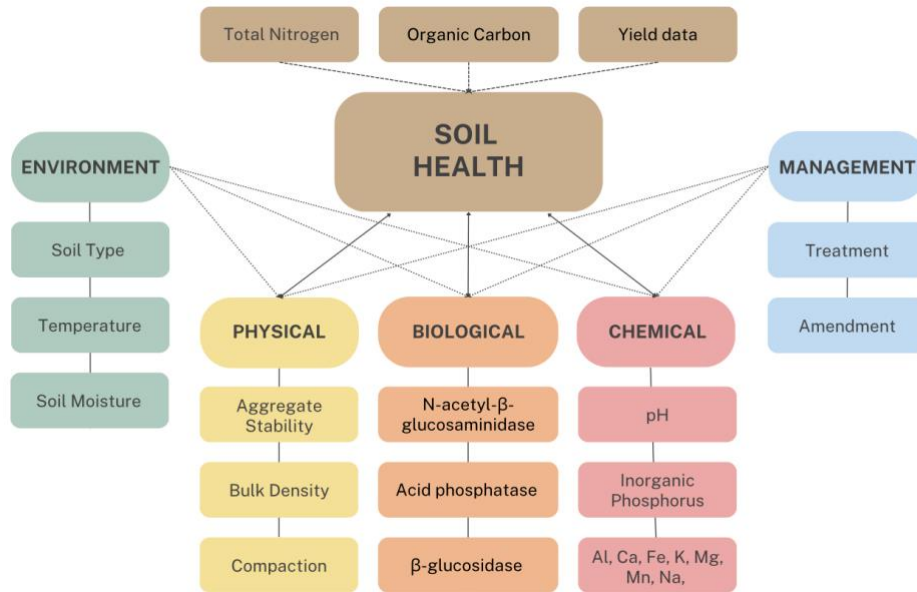 Total Nitrogen
Organic Carbon
Yield data
SOIL
HEALTH
ENVIRONMENT
Soil Type
Temperature
Soil Moisture
MANAGEMENT
Treatment
Amendment
PHYSICAL
Aggregate
Stability
Bulk Density
Compaction
BIOLOGICAL
N-acetyl-β-
glucosaminidase
Acid phosphatase
β-glucosidase
CHEMICAL
pH
Inorganic
Phosphorus
Al, Ca, Fe, K, Mg,
Mn, Na,